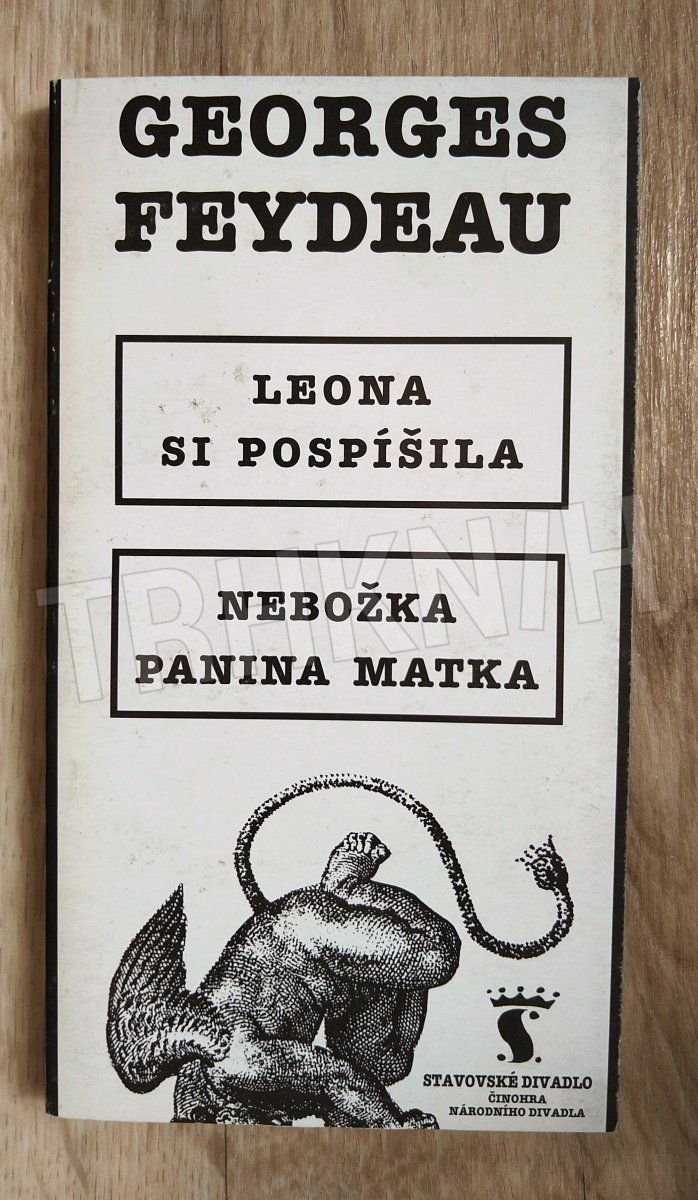 GEORGES
FEYDEAU
LEONA
SI POSPÍŠILA
NEBOŽKA
PANINA MATKA
TRHKNIH
S.
STAVOVSKÉ DIVADLO
ČINOHRA
NÁRODNÍHO DIVADLA